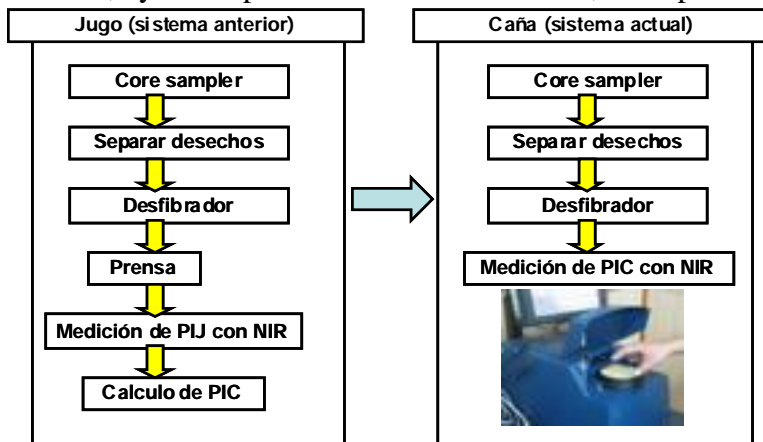 Jugo (sistema anterior)
Core sampler
Separar desechos
Desfibrador
Prensa
Medición de PIJ con NIR
Calculo de PIC
Caña (sistema actual)
Core sampler
Separar desechos
Desfibrador
Medición de PIC con NIR